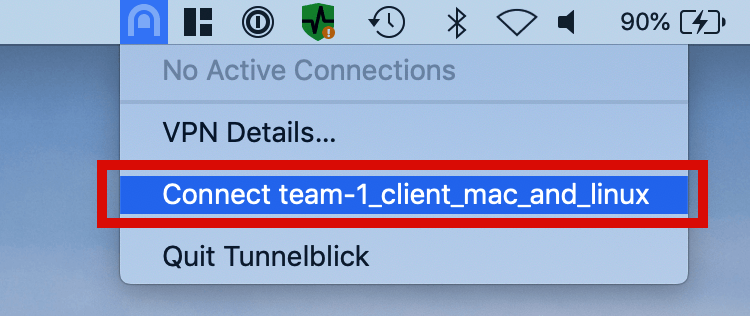 90%
No Active Connections
VPN Details...
Connect team-1_client_mac_and_linux
Quit Tunnelblick